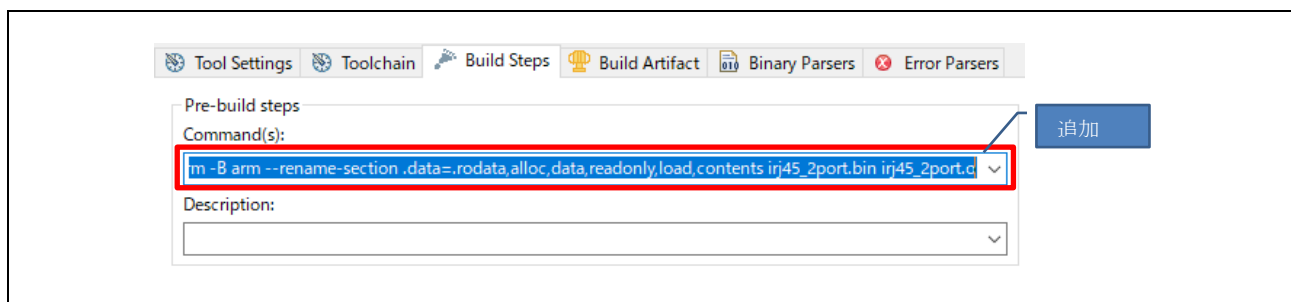 Tool Settings Toolchain Build Steps Build Artifact Binary Parsers Error Parsers
Pre-build steps
Command(s):
追加
m -B arm --rename-section .data=.rodata,alloc,data,readonly,load,contents irj45_2port.bin irj45_2port.o
Description: